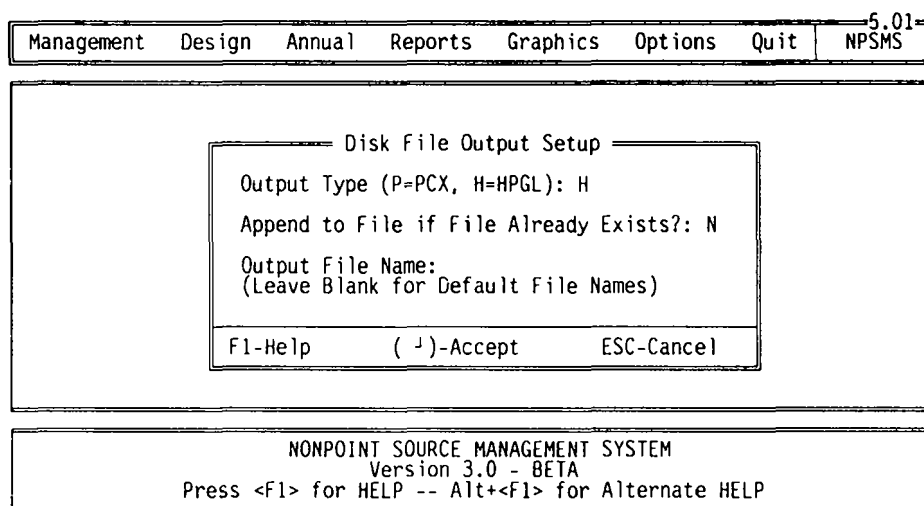 5.01
Management Design Annual Reports Graphics Options Quit NPSMS
Disk File Output Setup
Output Type (P=PCX, H=HPGL): H
Append to File if File Already Exists?: N
Output File Name:
(Leave Blank for Default File Names)
F1-Help (┘)-Accept ESC-Cancel
NONPOINT SOURCE MANAGEMENT SYSTEM
Version 3.0 - BETA
Press <F1> for HELP -- Alt+<F1> for Alternate HELP